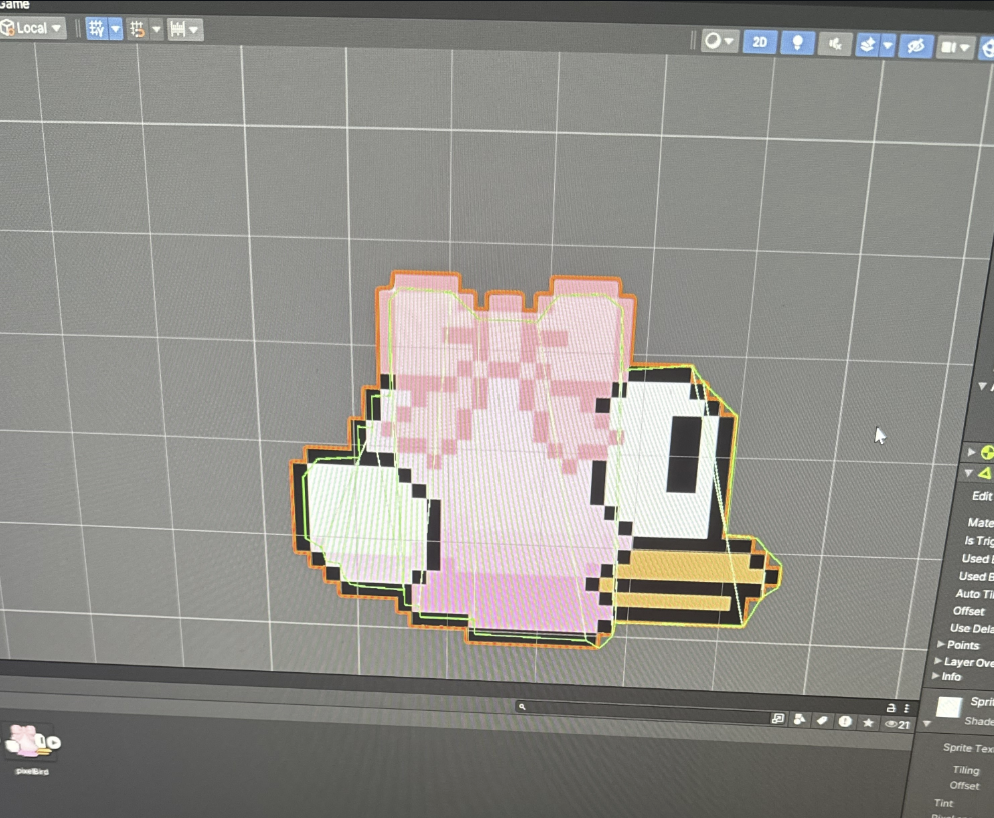 Game
Local
2D
21
pixelBird
Edit
Mate
Is Trig
Used
Used B
Auto Til
Offset
Use Dela
Points
Layer Ove
Info
Sprit
Shade
Sprite Tex
Tiling
Offset
Tint